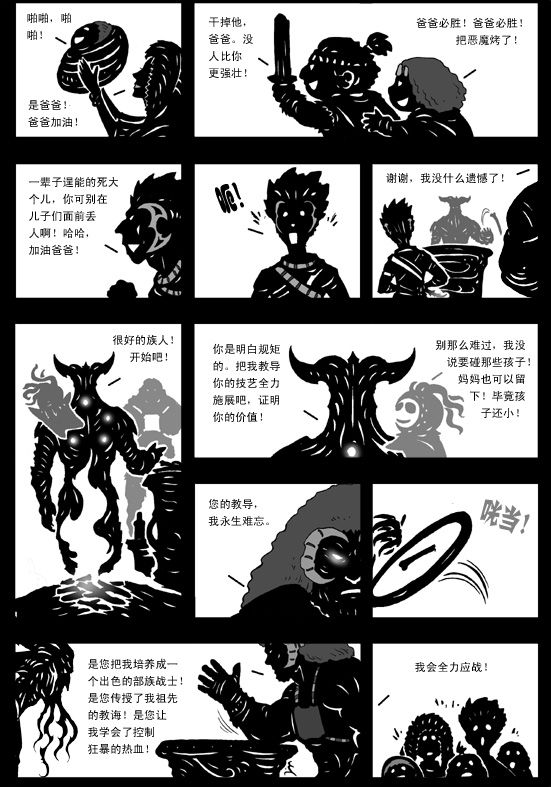 啪啪，啪
啪！
是爸爸！
爸爸加油！
干掉他，
爸爸。没
人比你
更强壮！
爸爸必胜！爸爸必胜！
把恶魔烤了！
一辈子逞能的死大
个儿，你可别在
儿子们面前丢
人啊！哈哈，
加油爸爸！
呃！
谢谢，我没什么遗憾了！
很好的族人！
开始吧！
你是明白规矩
的。把我教导
你的技艺全力
施展吧，证明
你的价值！
别那么难过，我没
说要碰那些孩子！
妈妈也可以留
下！毕竟孩
子还小！
您的教导，
我永生难忘。
咣当！
是您把我培养成一
个出色的部族战士！
是您传授了我祖先
的教诲！是您让
我学会了控制
狂暴的热血！
我会全力应战！